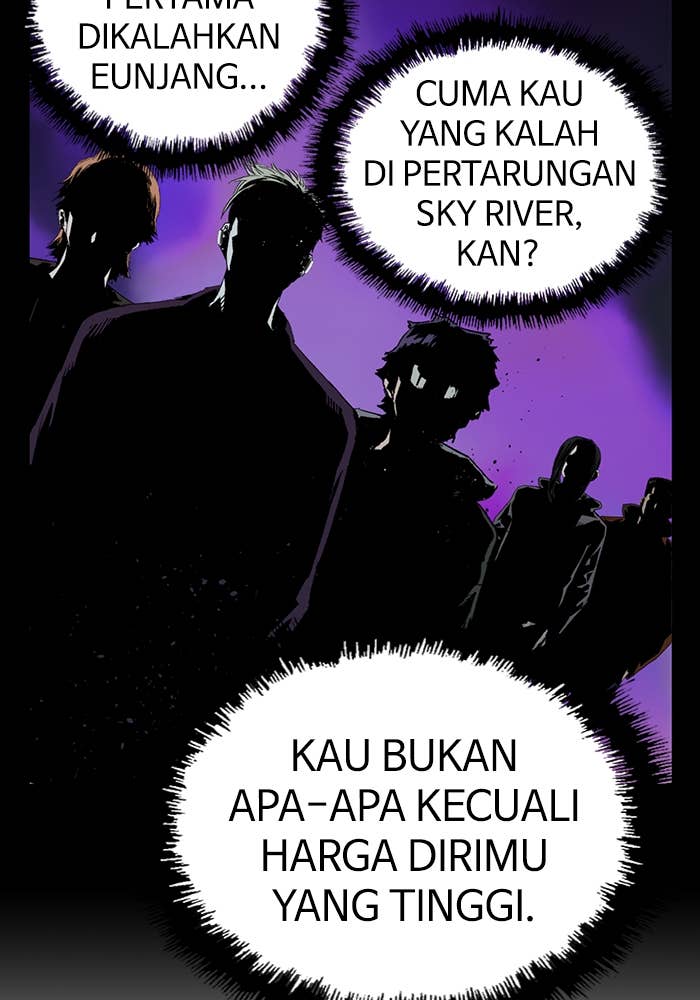 PERTAMA
DIKALAHKAN
EUNJANG...
CUMA KAU
YANG KALAH
DI PERTARUNGAN
SKY RIVER,
KAN?
KAU BUKAN
APA-APA KECUALI
HARGA DIRIMU
YANG TINGGI.